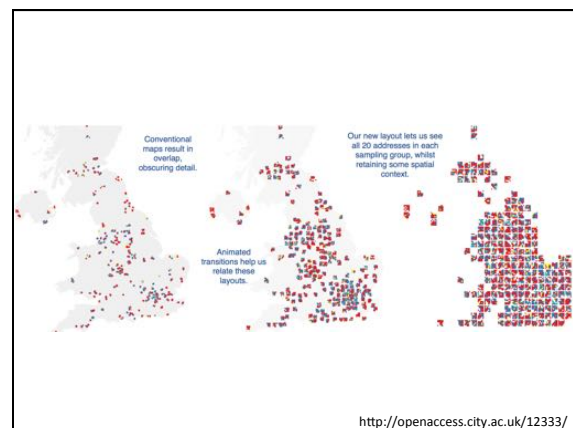 Conventional
maps result in
overlap,
obscuring detail.
Animated
transitions help us
relate these
layouts.
Our new layout lets us see
all 20 addresses in each
sampling group, whilst
retaining some spatial
context.
http://openaccess.city.ac.uk/12333/